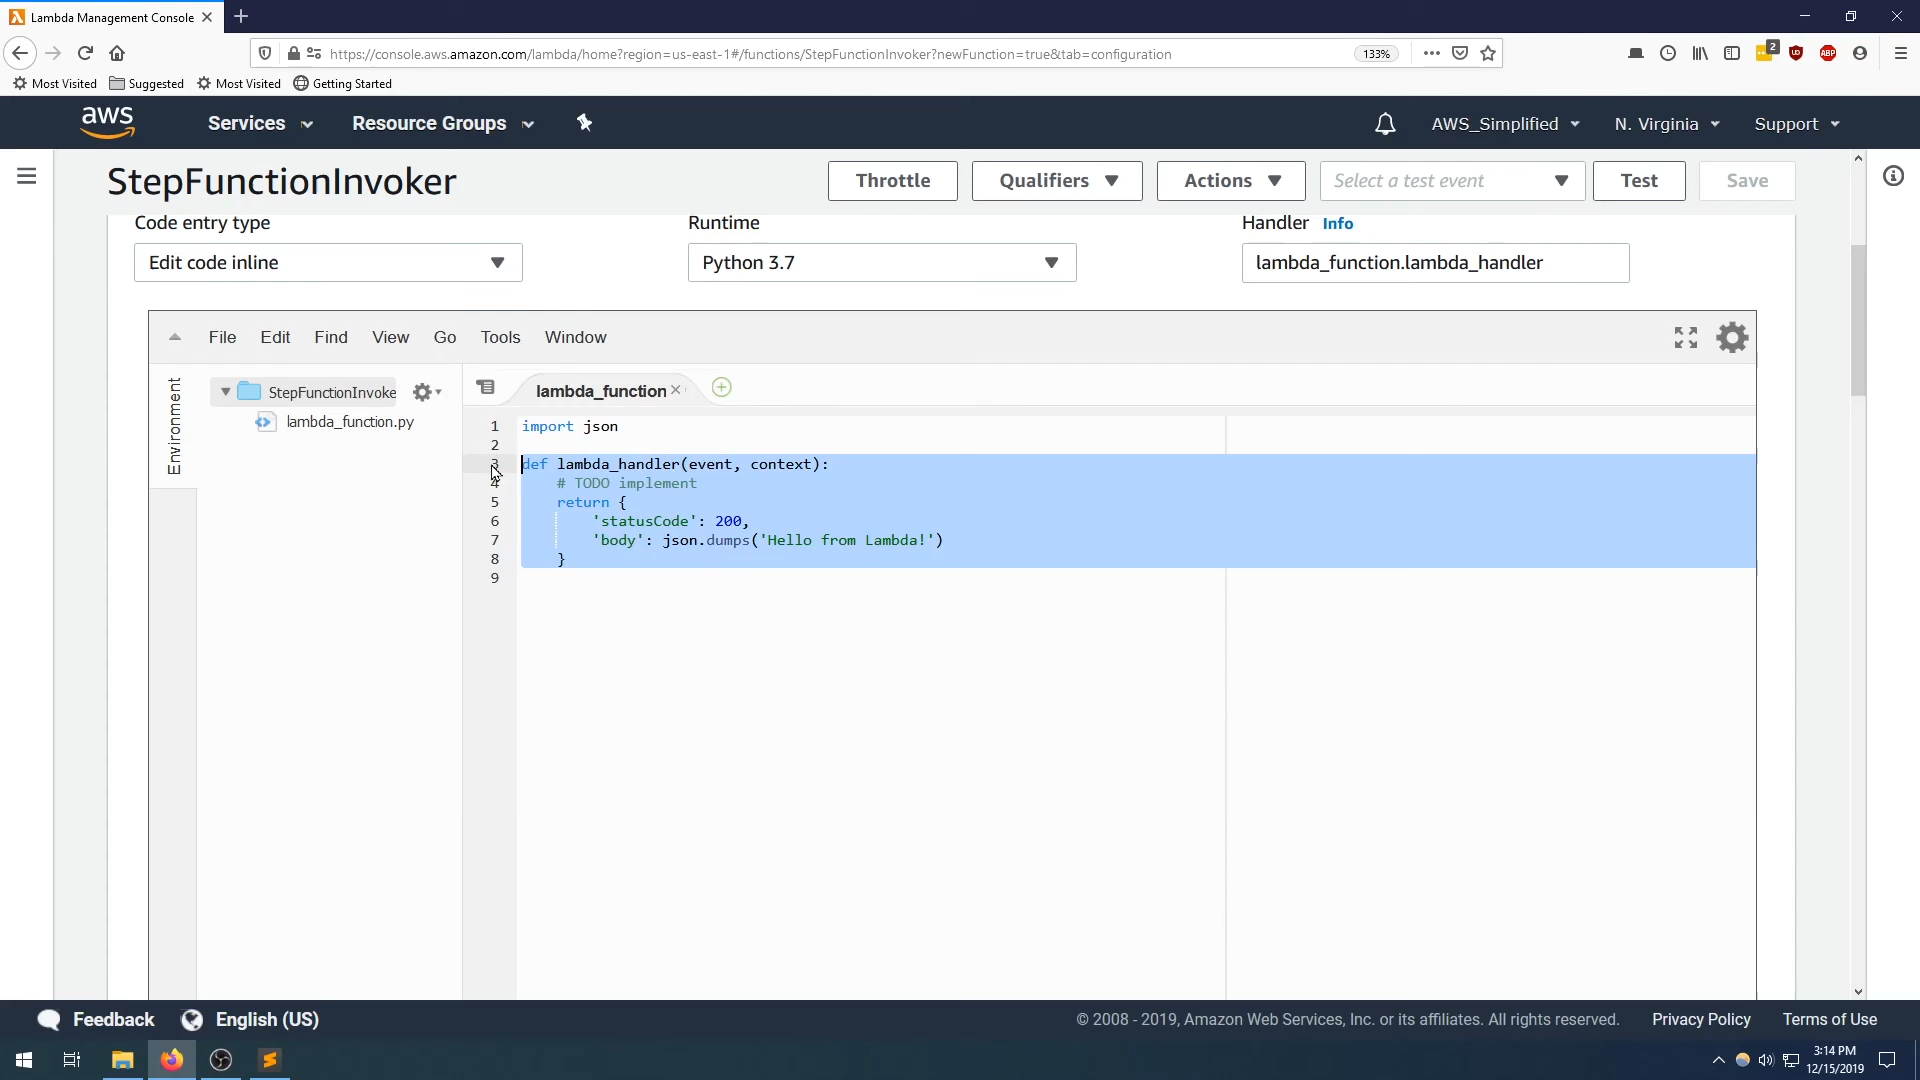 Lambda Management Console
https://console.aws.amazon.com/lambda/home?region=us-east-1#/functions/StepFunctionInvoker?newFunction=true&tab=configuration
133%
2
UD
ABP
Most Visited
Suggested
Most Visited
Getting Started
aws
Services
Resource Groups
AWS_Simplified
N. Virginia
Support
StepFunctionInvoker
Throttle
Qualifiers
Actions
Select a test event
Test
Save
Code entry type
Runtime
Handler Info
Edit code inline
Python 3.7
lambda_function.lambda_handler
File
Edit
Find
View
Go
Tools
Window
Environment
StepFunctionInvoke
lambda_function.py
lambda_function
1 import json
2
3 def lambda_handler(event, context):
4 # TODO implement
5 return {
6 'statusCode': 200,
7 'body': json.dumps('Hello from Lambda!')
8 }
9
Feedback
English (US)
© 2008 - 2019, Amazon Web Services, Inc. or its affiliates. All rights reserved.
Privacy Policy
Terms of Use
3:14 PM
12/15/2019